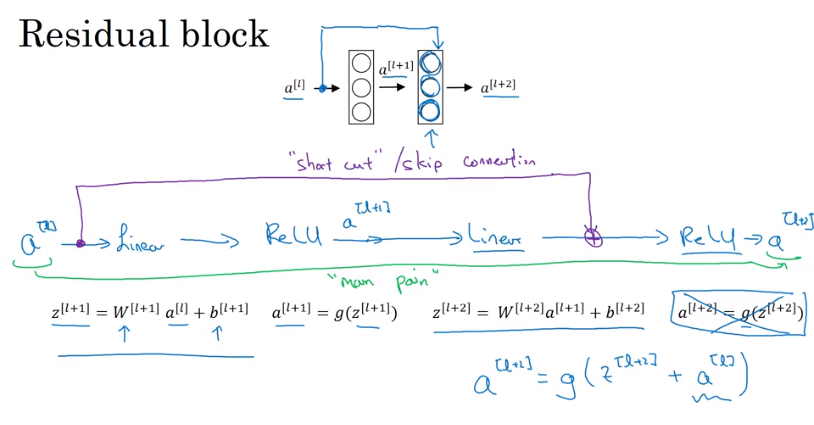 Residual block
a[l] a[l+1] a[l+2]
"short cut" / skip connection
a[l] → Linear → ReLU a[l+1] → Linear → ReLU → a[l+2]
"main path"
z[l+1] = W[l+1] a[l] + b[l+1] a[l+1] = g(z[l+1]) z[l+2] = W[l+2]a[l+1] + b[l+2] a[l+2] = g(z[l+2])
a[l+2] = g(z[l+2] + a[l])